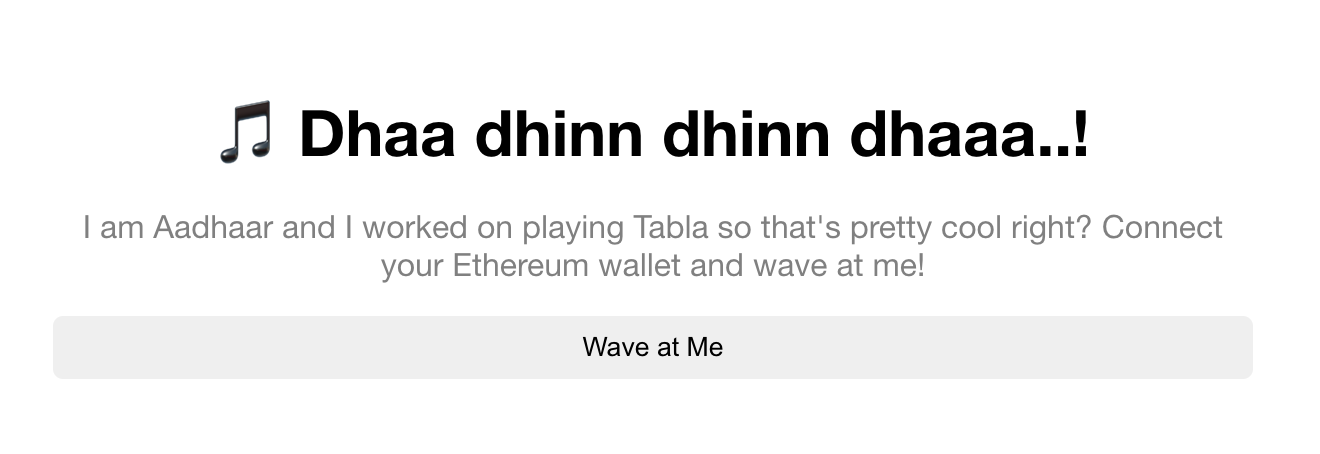 🎵 Dhaa dhinn dhinn dhaaa..!
I am Aadhaar and I worked on playing Tabla so that's pretty cool right? Connect
your Ethereum wallet and wave at me!
Wave at Me